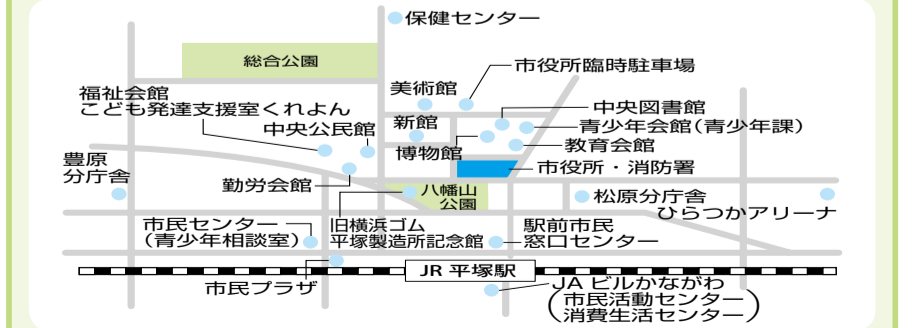 保健センター
総合公園
市役所臨時駐車場
美術館
福祉会館
こども発達支援室くれよん
中央図書館
中央公民館
新館
青少年会館(青少年課)
博物館
教育会館
豊原
分庁舎
市役所・消防署
勤労会館
八幡山
公園
松原分庁舎
ひらつかアリーナ
市民センター
(青少年相談室)
旧横浜ゴム
平塚製造所記念館
駅前市民
窓口センター
JR 平塚駅
市民プラザ
JA ビルかながわ
(市民活動センター
消費生活センター)